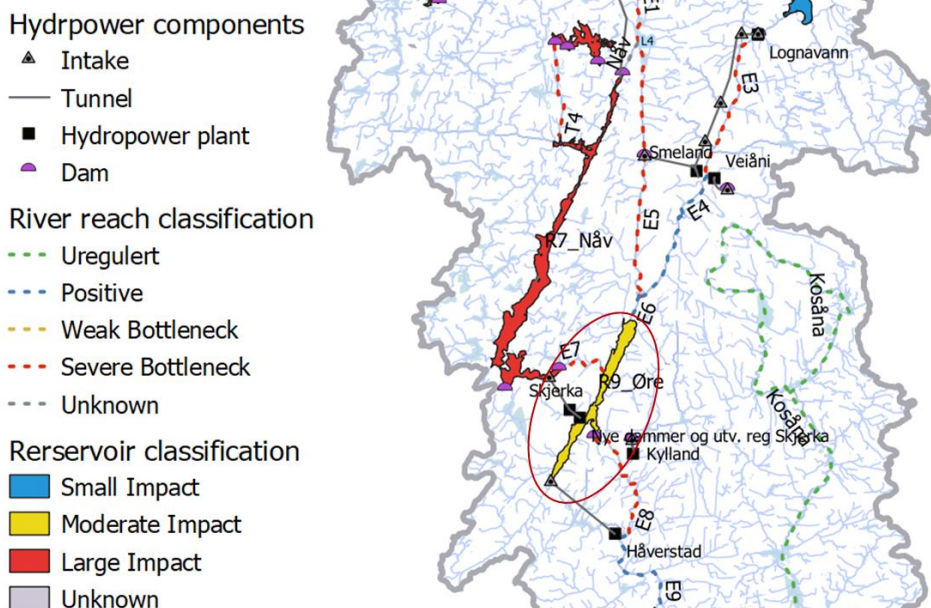 Hydrpower components
Intake
Tunnel
Hydropower plant
Dam
River reach classification
Uregulert
Positive
Weak Bottleneck
Severe Bottleneck
Unknown
Rerservoir classification
Small Impact
Moderate Impact
Large Impact
Unknown
E1
L4
Nåv
Lognavann
E3
T4
Smeland
Veiåni
E4
E5
R7_Nåv
Kosåna
E6
E7
R9_Øre
Skjerka
Kosåna
Nye dammer og utv. reg Skjerka
Kylland
E8
Håverstad
E9